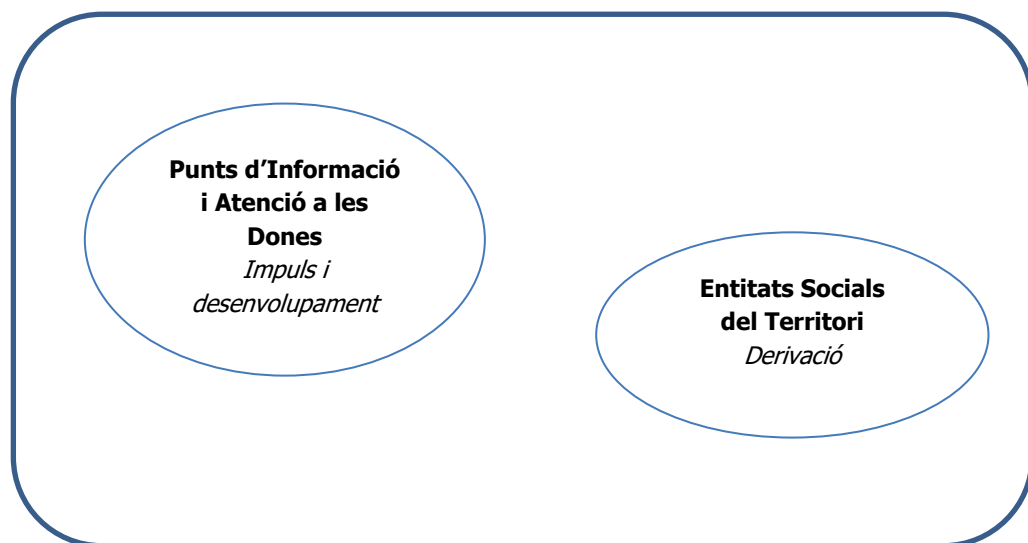 Punts d’Informació
i Atenció a les
Dones
Impuls i
desenvolupament
Entitats Socials
del Territori
Derivació